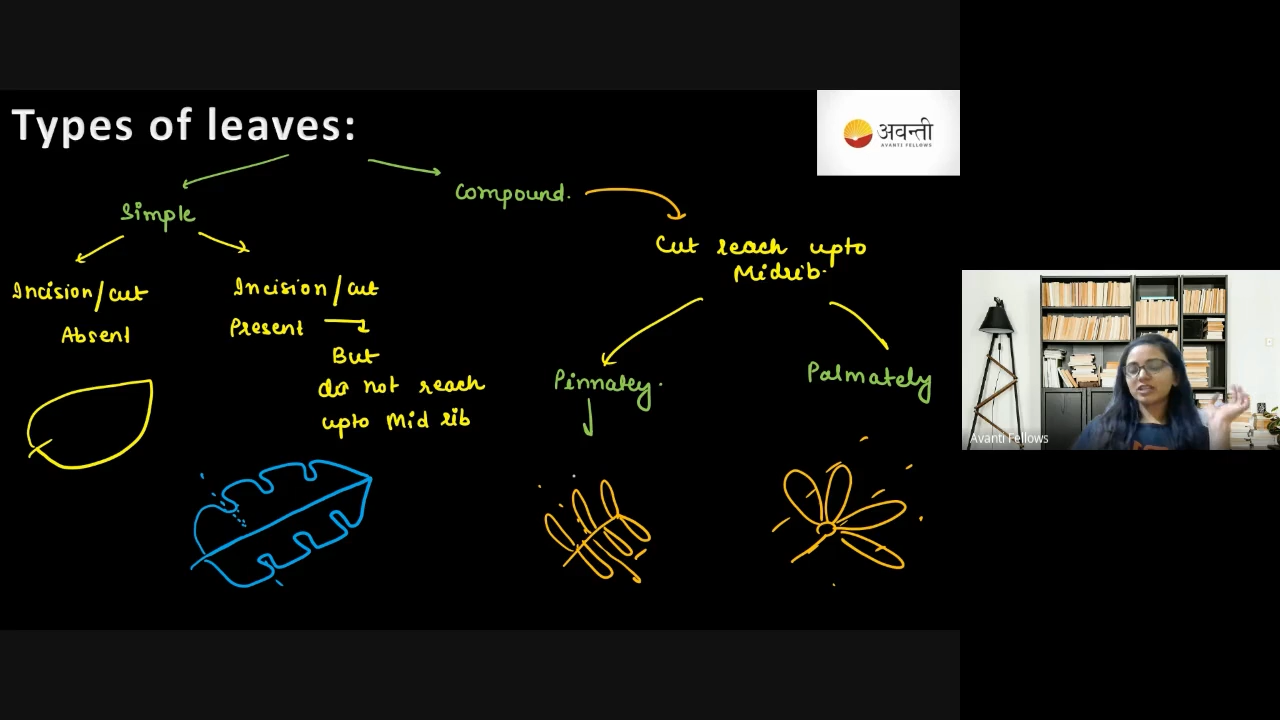 Types of leaves:
अवन्ती
AVANTI FELLOWS
Compound.
Simple
Cut reach upto
Midrib.
Incision/cut
Absent
Incision/cut
Present
But
do not reach
upto Mid rib
Pinnatey.
Palmately
Avanti Fellows